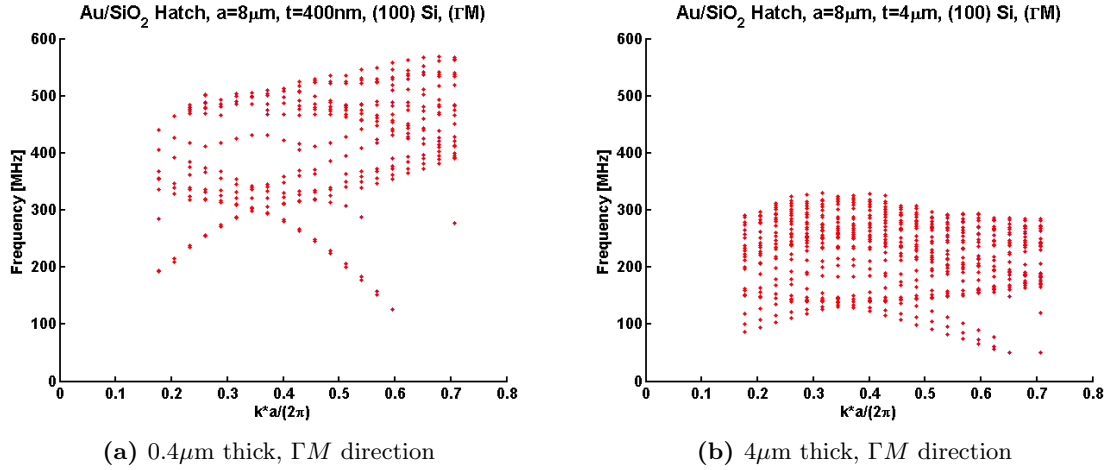 Au/SiO₂ Hatch, a=8μm, t=400nm, (100) Si, (ΓM)
600
500
400
300
200
100
0
Frequency [MHz]
0 0.1 0.2 0.3 0.4 0.5 0.6 0.7 0.8
k*a/(2π)
(a) 0.4μm thick, ΓM direction
Au/SiO₂ Hatch, a=8μm, t=4μm, (100) Si, (ΓM)
600
500
400
300
200
100
0
Frequency [MHz]
0 0.1 0.2 0.3 0.4 0.5 0.6 0.7 0.8
k*a/(2π)
(b) 4μm thick, ΓM direction